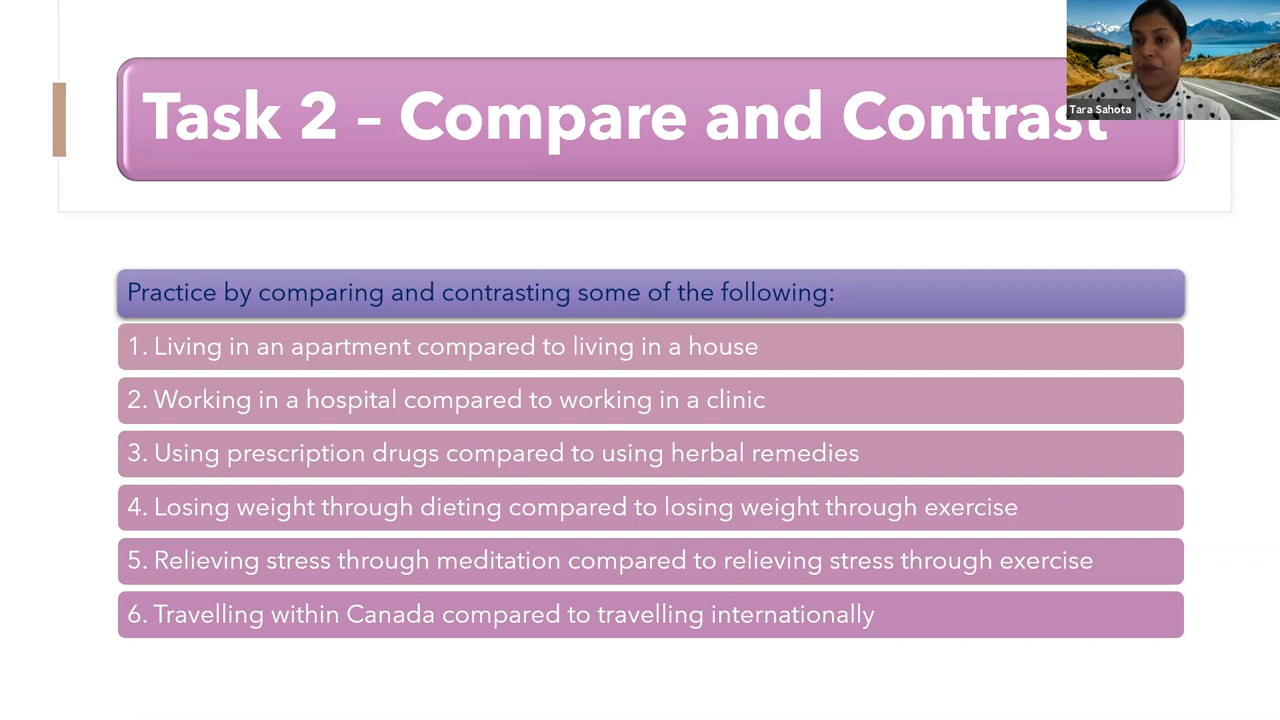 Task 2 – Compare and Contrast
Tara Sahota
Practice by comparing and contrasting some of the following:
1. Living in an apartment compared to living in a house
2. Working in a hospital compared to working in a clinic
3. Using prescription drugs compared to using herbal remedies
4. Losing weight through dieting compared to losing weight through exercise
5. Relieving stress through meditation compared to relieving stress through exercise
6. Travelling within Canada compared to travelling internationally